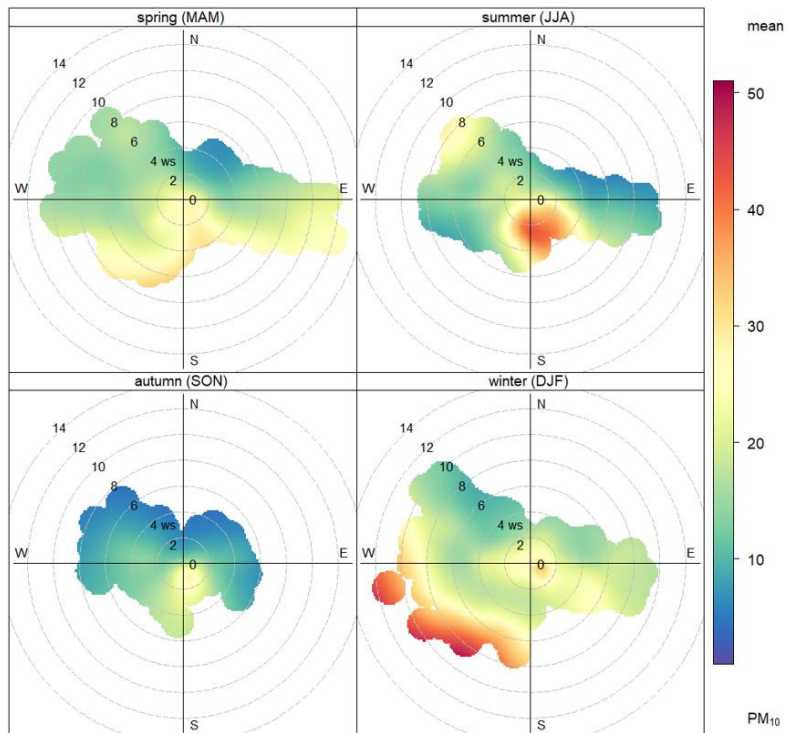 spring (MAM)
N
14
12
10
8
6
4 ws
2
0
W
E
S
summer (JJA)
N
14
12
10
8
6
4 ws
2
0
W
E
S
autumn (SON)
N
14
12
10
8
6
4 ws
2
0
W
E
S
winter (DJF)
N
14
12
10
8
6
4 ws
2
0
W
E
S
mean
50
40
30
20
10
PM₁₀